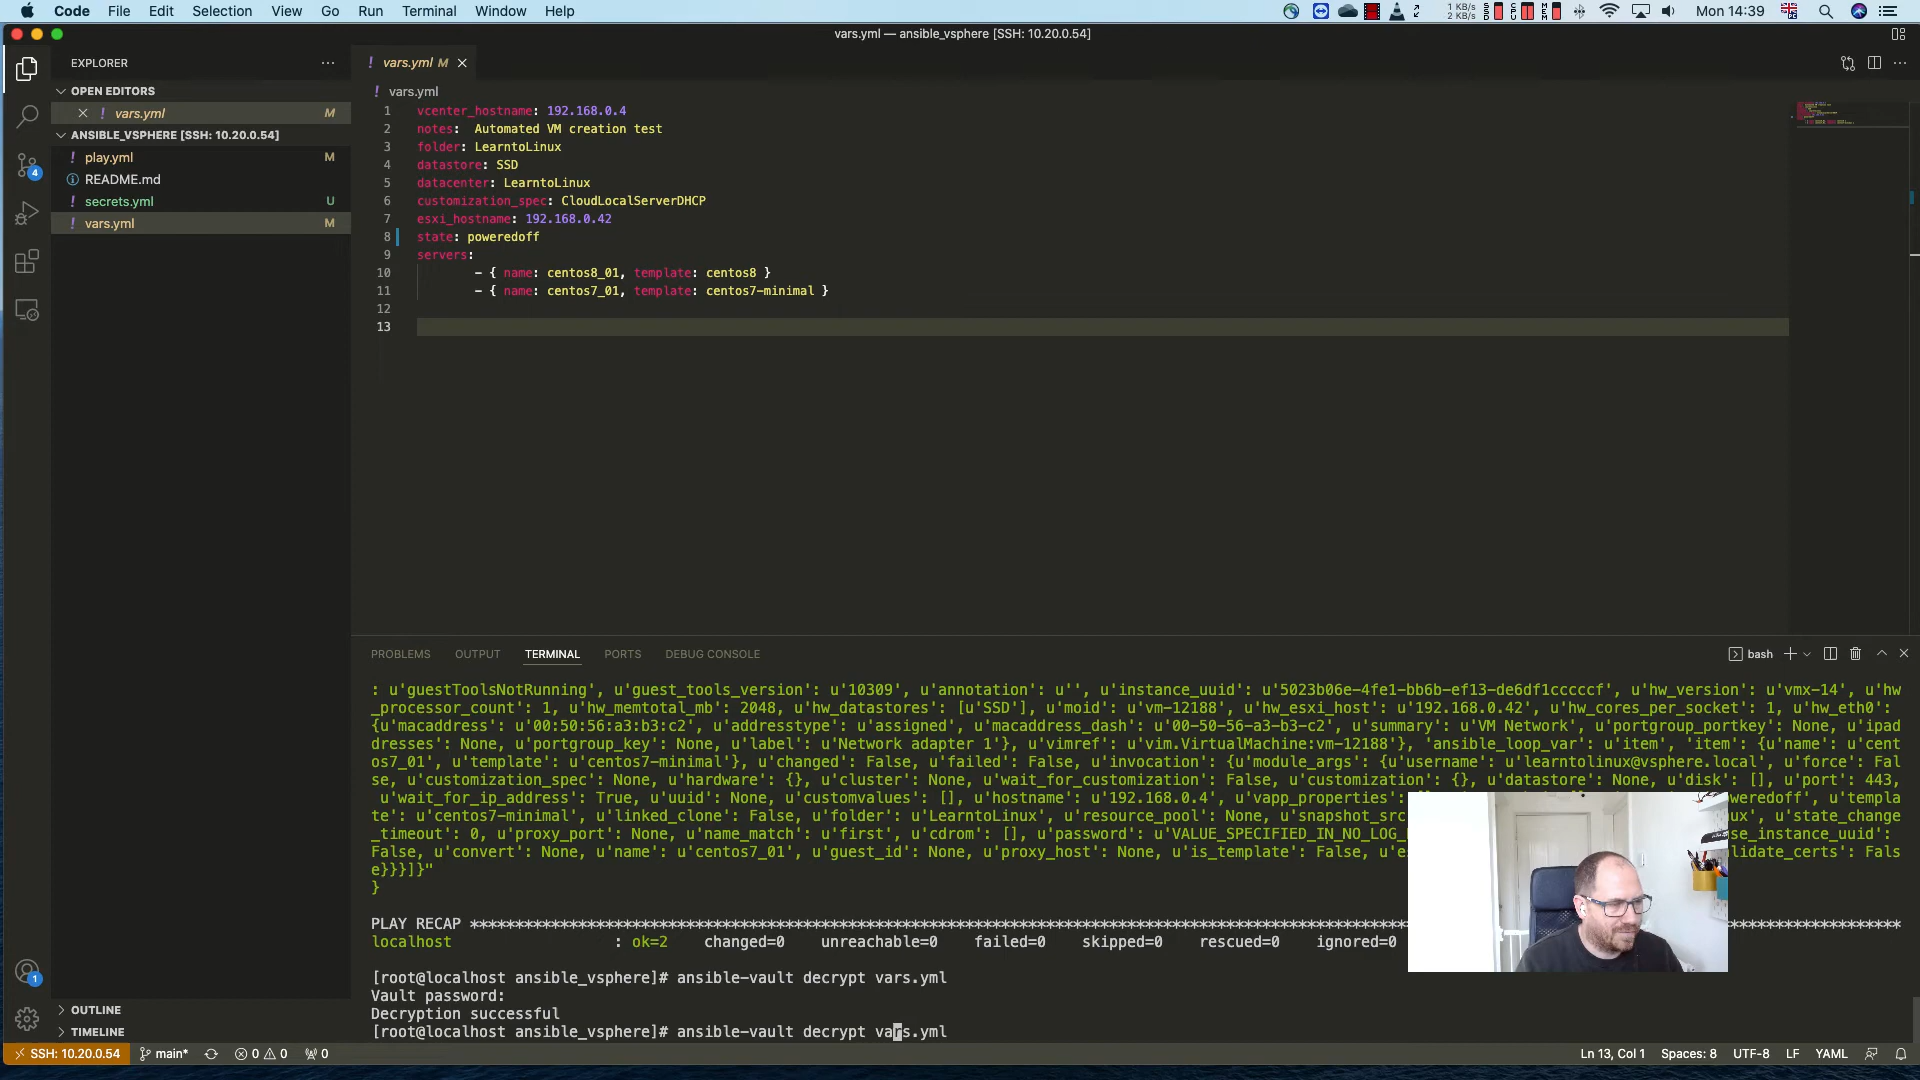 Code File Edit Selection View Go Run Terminal Window Help
1 KB/s
2 KB/s
Mon 14:39
vars.yml — ansible_vsphere [SSH: 10.20.0.54]
EXPLORER
OPEN EDITORS
vars.yml M
ANSIBLE_VSPHERE [SSH: 10.20.0.54]
play.yml M
README.md
secrets.yml U
vars.yml M
4
1
OUTLINE
TIMELINE
vars.yml M
vars.yml
1 vcenter_hostname: 192.168.0.4
2 notes: Automated VM creation test
3 folder: LearntoLinux
4 datastore: SSD
5 datacenter: LearntoLinux
6 customization_spec: CloudLocalServerDHCP
7 esxi_hostname: 192.168.0.42
8 state: poweredoff
9 servers:
10 - { name: centos8_01, template: centos8 }
11 - { name: centos7_01, template: centos7-minimal }
12
13
PROBLEMS OUTPUT TERMINAL PORTS DEBUG CONSOLE
bash
: u'guestToolsNotRunning', u'guest_tools_version': u'10309', u'annotation': u'', u'instance_uuid': u'5023b06e-4fe1-bb6b-ef13-de6df1cccccf', u'hw_version': u'vmx-14', u'hw
_processor_count': 1, u'hw_memtotal_mb': 2048, u'hw_datastores': [u'SSD'], u'moid': u'vm-12188', u'hw_esxi_host': u'192.168.0.42', u'hw_cores_per_socket': 1, u'hw_eth0':
{u'macaddress': u'00:50:56:a3:b3:c2', u'addresstype': u'assigned', u'macaddress_dash': u'00-50-56-a3-b3-c2', u'summary': u'VM Network', u'portgroup_portkey': None, u'ipad
dresses': None, u'portgroup_key': None, u'label': u'Network adapter 1'}, u'vimref': u'vim.VirtualMachine:vm-12188'}, 'ansible_loop_var': u'item', 'item': {u'name': u'cent
os7_01', u'template': u'centos7-minimal'}, u'changed': False, u'failed': False, u'invocation': {u'module_args': {u'username': u'learntolinux@vsphere.local', u'force': Fal
se, u'customization_spec': None, u'hardware': {}, u'cluster': None, u'wait_for_customization': False, u'customization': {}, u'datastore': None, u'disk': [], u'port': 443,
u'wait_for_ip_address': True, u'uuid': None, u'customvalues': [], u'hostname': u'192.168.0.4', u'vapp_properties': oweredoff', u'templa
te': u'centos7-minimal', u'linked_clone': False, u'folder': u'LearntoLinux', u'resource_pool': None, u'snapshot_src ux', u'state_change
_timeout': 0, u'proxy_port': None, u'name_match': u'first', u'cdrom': [], u'password': u'VALUE_SPECIFIED_IN_NO_LOG_ se_instance_uuid':
False, u'convert': None, u'name': u'centos7_01', u'guest_id': None, u'proxy_host': None, u'is_template': False, u'es lidate_certs': Fals
e}}}]}"
}
PLAY RECAP *****************************************************************************************************************************************
localhost : ok=2 changed=0 unreachable=0 failed=0 skipped=0 rescued=0 ignored=0
[root@localhost ansible_vsphere]# ansible-vault decrypt vars.yml
Vault password:
Decryption successful
[root@localhost ansible_vsphere]# ansible-vault decrypt vars.yml
SSH: 10.20.0.54 main* 0 0 0 Ln 13, Col 1 Spaces: 8 UTF-8 LF YAML